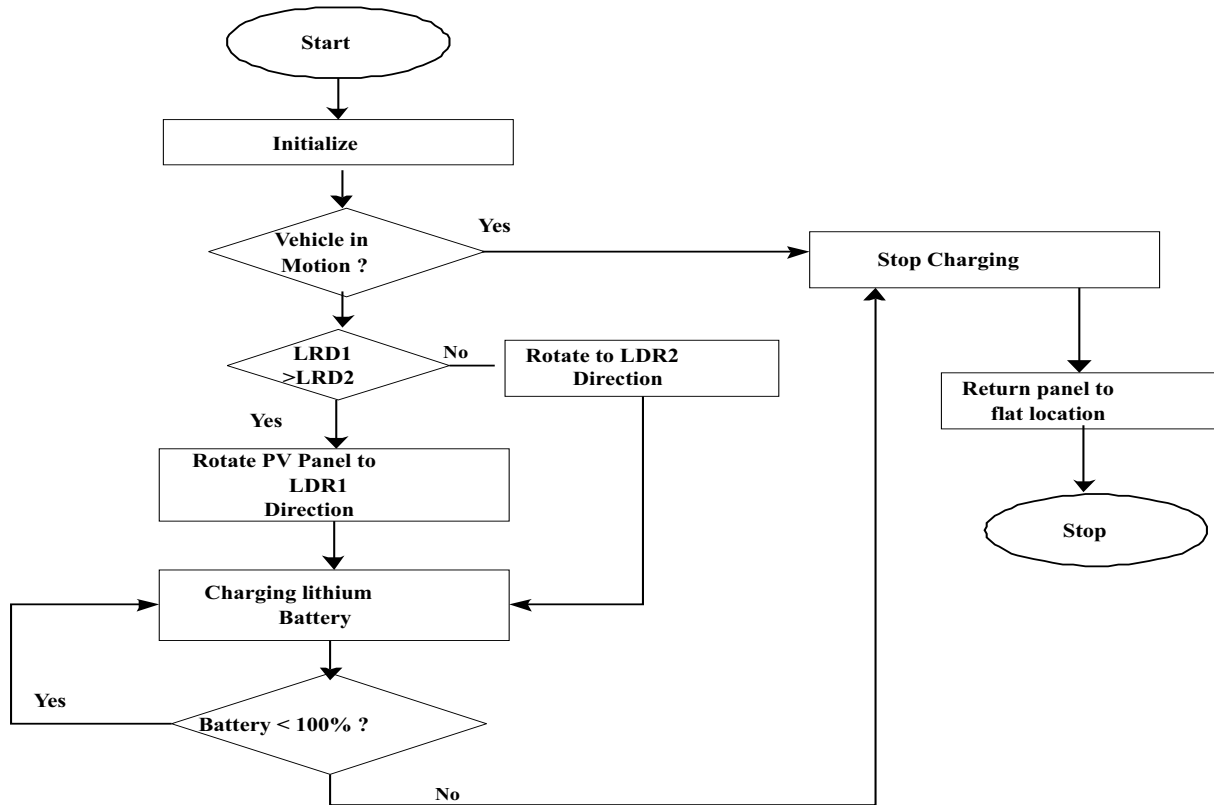 Start
Initialize
Vehicle in
Motion ?
Yes
Stop Charging
LRD1
>LRD2
No
Rotate to LDR2
Direction
Return panel to
flat location
Yes
Rotate PV Panel to
LDR1
Direction
Stop
Charging lithium
Battery
Yes
Battery < 100% ?
No